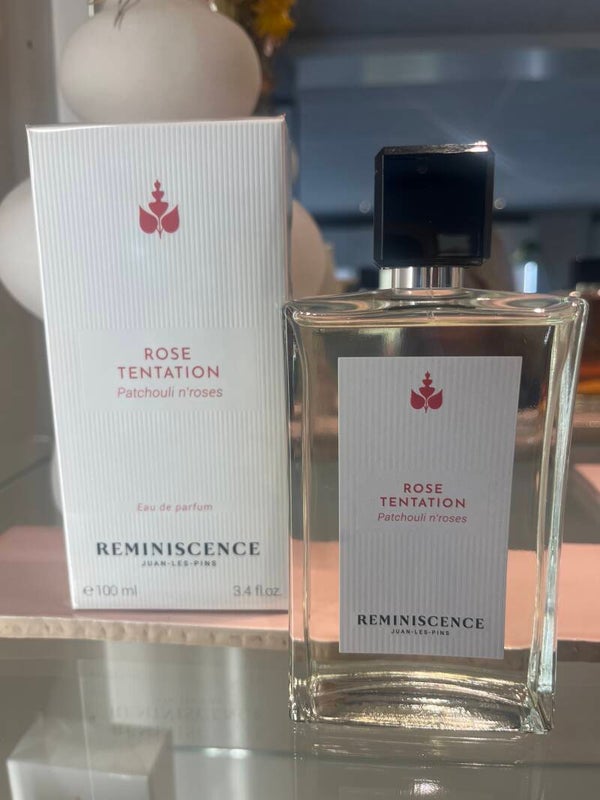 ROSE
TENTATION
Patchouli n'roses
Eau de parfum
REMINISCENCE
JUAN-LES-PINS
e 100 ml 3.4 fl.oz.
ROSE
TENTATION
Patchouli n'roses
REMINISCENCE
JUAN-LES-PINS